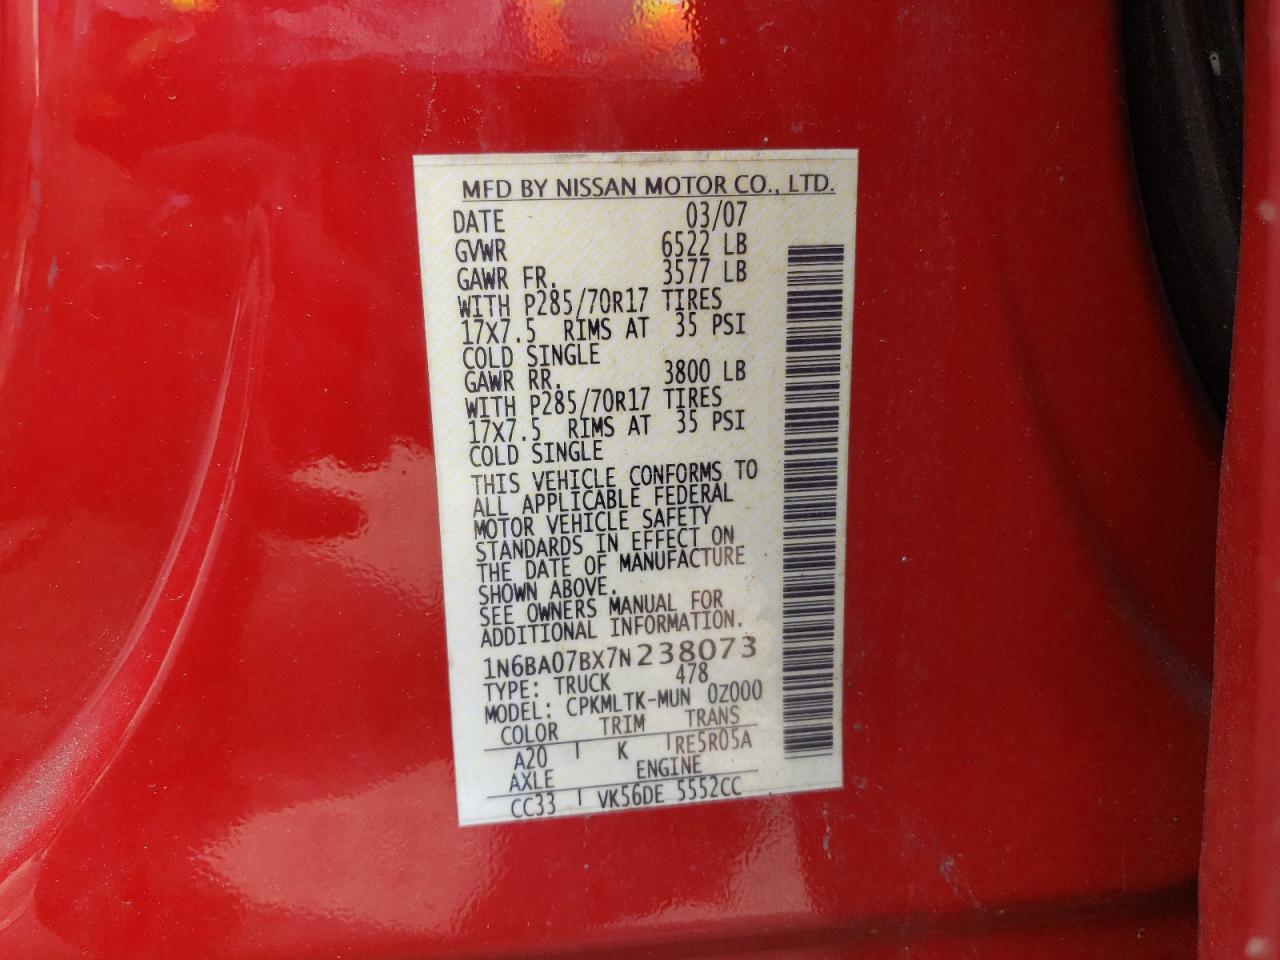 MFD BY NISSAN MOTOR CO., LTD.
DATE 03/07
GVWR 6522 LB
GAWR FR. 3577 LB
WITH P285/70R17 TIRES
17X7.5 RIMS AT 35 PSI
COLD SINGLE
GAWR RR. 3800 LB
WITH P285/70R17 TIRES
17X7.5 RIMS AT 35 PSI
COLD SINGLE
THIS VEHICLE CONFORMS TO
ALL APPLICABLE FEDERAL
MOTOR VEHICLE SAFETY
STANDARDS IN EFFECT ON
THE DATE OF MANUFACTURE
SHOWN ABOVE.
SEE OWNERS MANUAL FOR
ADDITIONAL INFORMATION.
1N6BA07BX7N238073
TYPE: TRUCK 478
MODEL: CPKMLTK-MUN 0Z000
COLOR TRIM TRANS
A20 K RE5R05A
AXLE ENGINE
CC33 VK56DE 5552CC